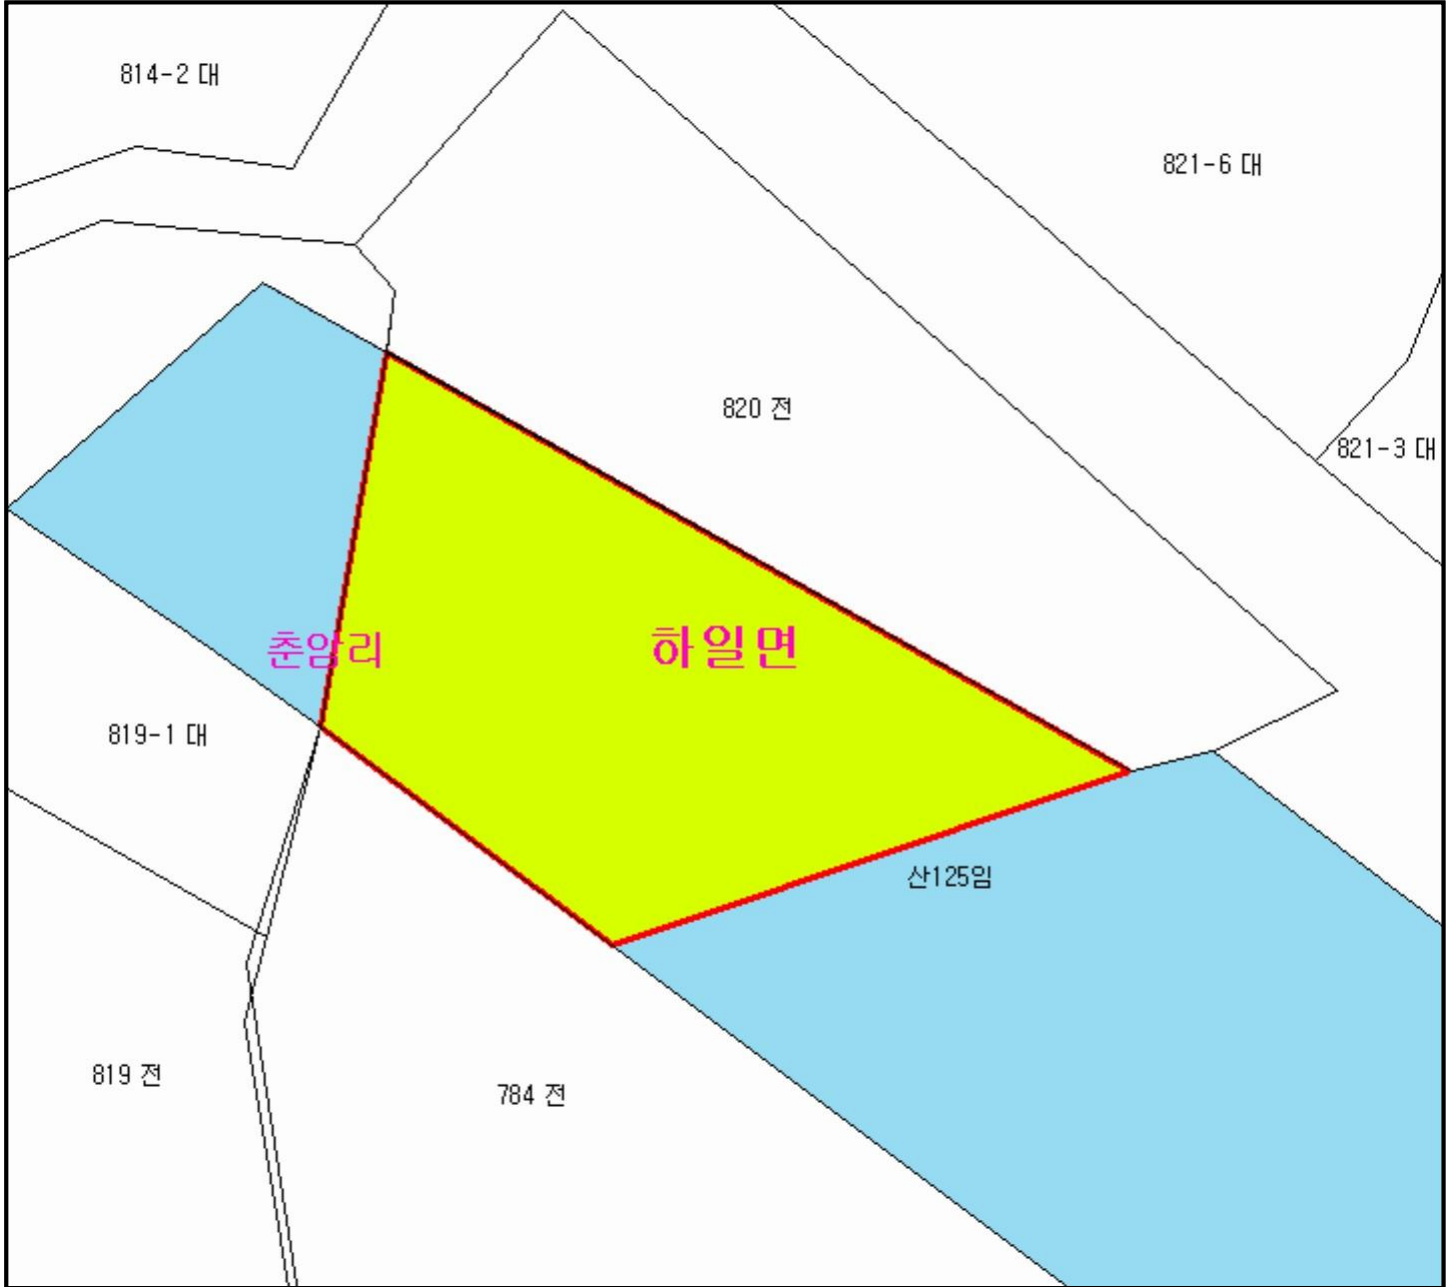 814-2 대
821-6 대
820 전
821-3 대
춘암리
하일면
819-1 대
산125임
819 전
784 전